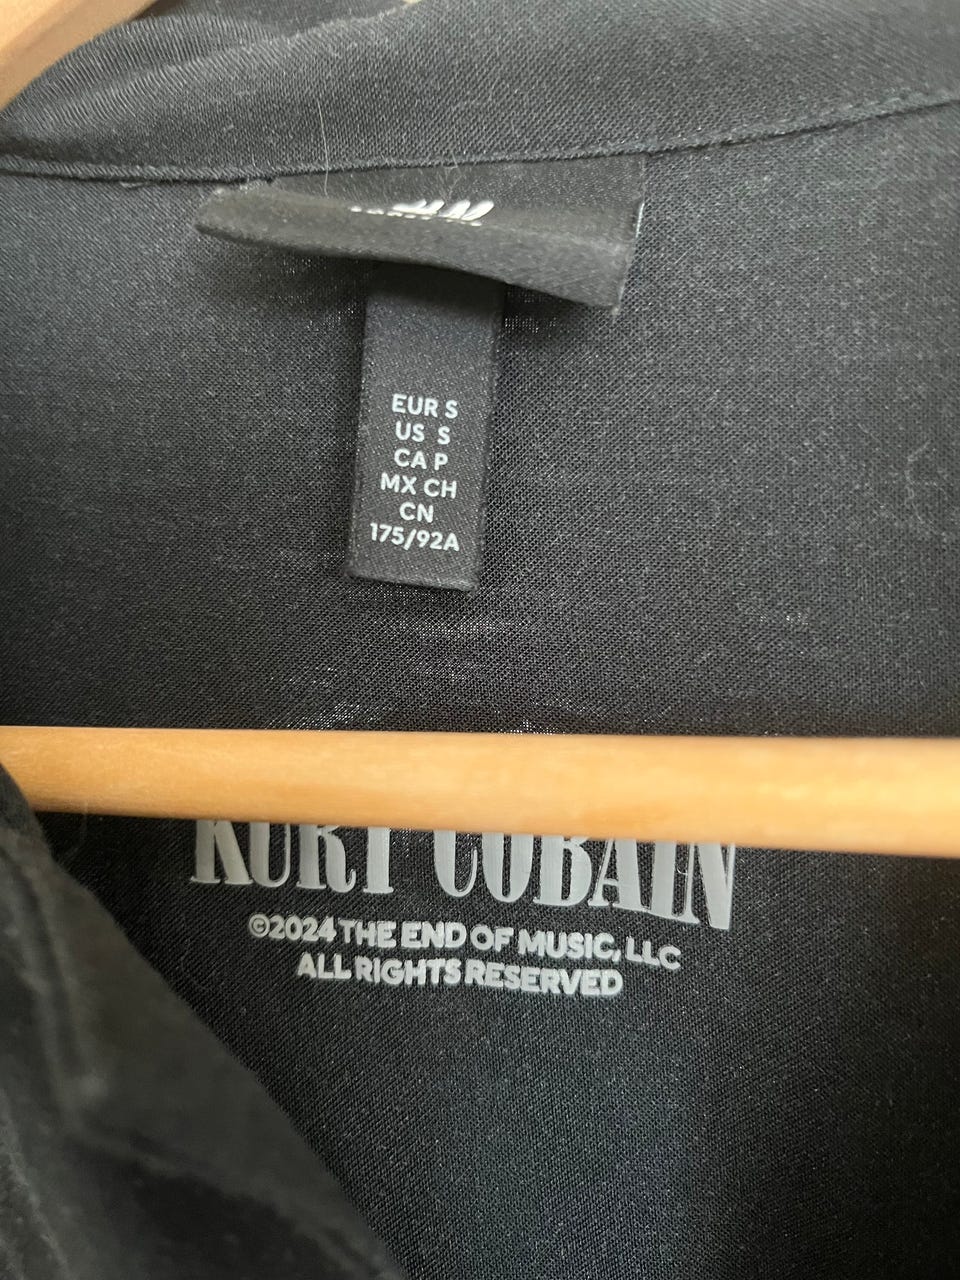 EUR S
US S
CA P
MX CH
CN
175/92A
KURT COBAIN
©2024 THE END OF MUSIC, LLC
ALL RIGHTS RESERVED